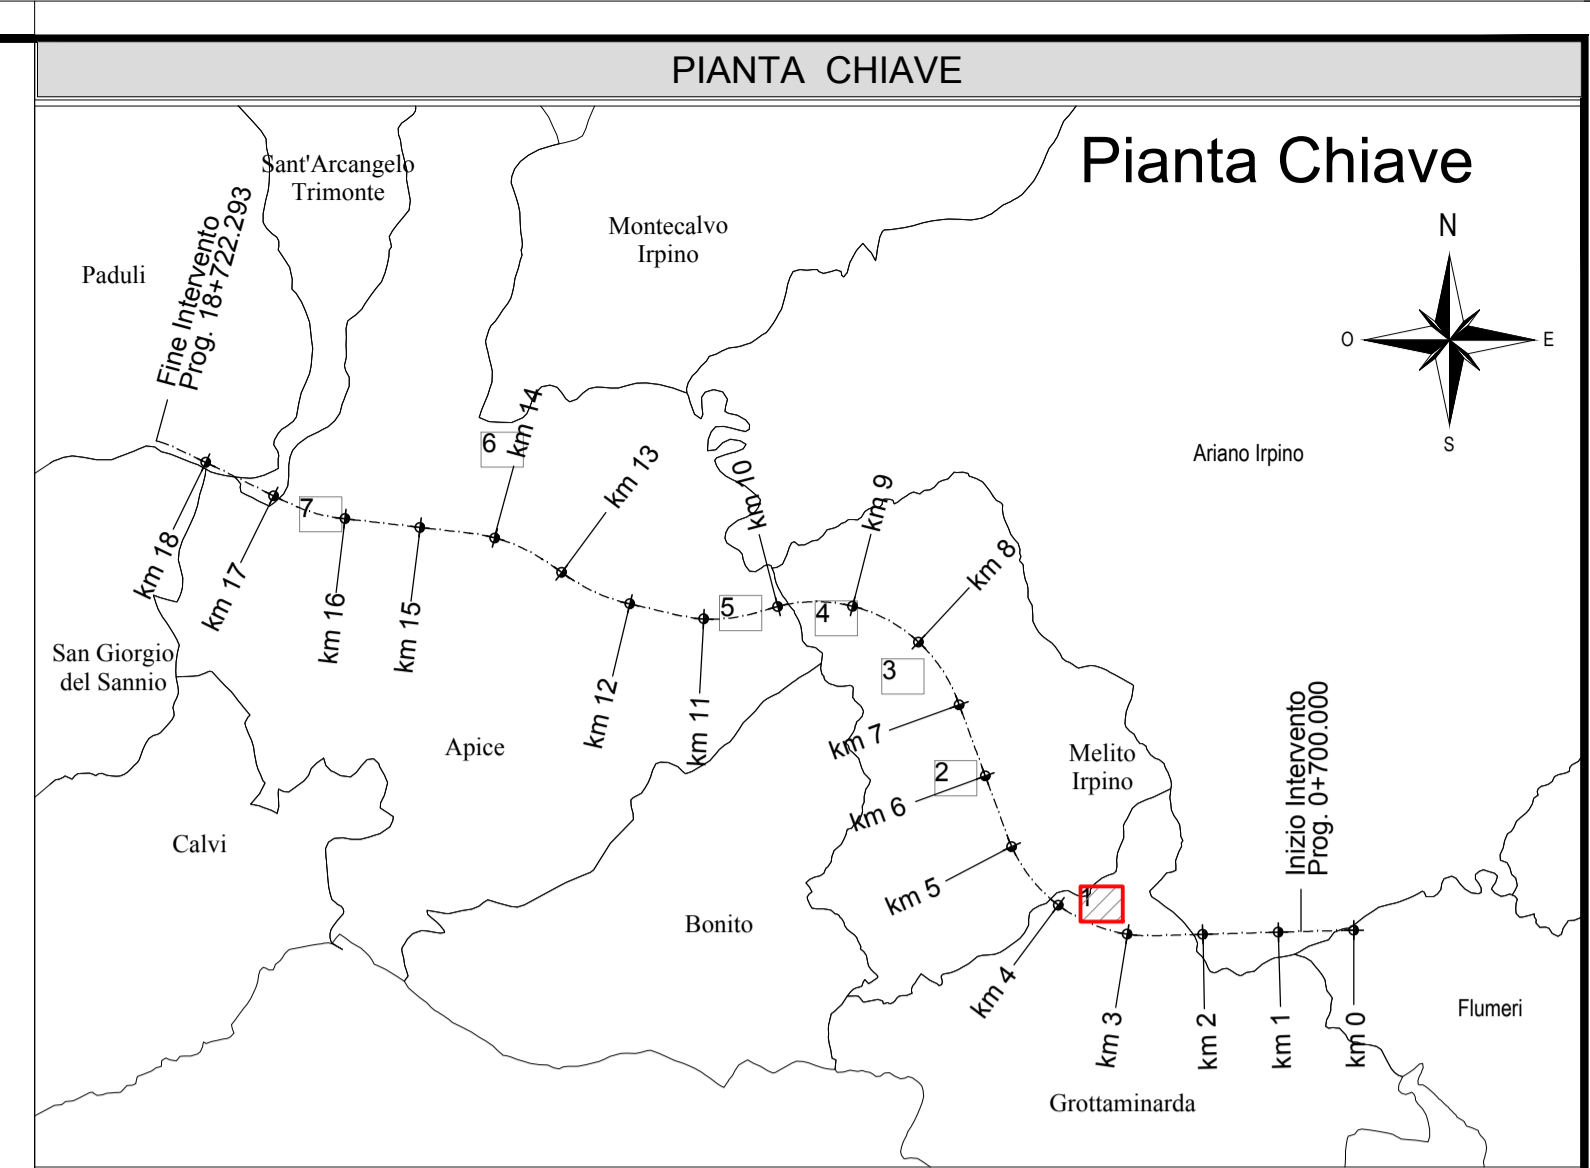 PIANTA CHIAVE
Pianta Chiave
Sant'Arcangelo
Trimonte
Montecalvo
Irpino
Paduli
Fine Intervento
Prog. 18+722.293
N
O
E
S
Ariano Irpino
6
km 14
km 13
km 10
km 9
km 8
7
km 18
km 17
km 16
km 15
5
4
3
San Giorgio
del Sannio
km 12
km 11
km 7
Apice
Melito
Irpino
2
km 6
Inizio Intervento
Prog. 0+700.000
Calvi
km 5
1
Bonito
km 4
km 3
km 2
km 1
km 0
Flumeri
Grottaminarda